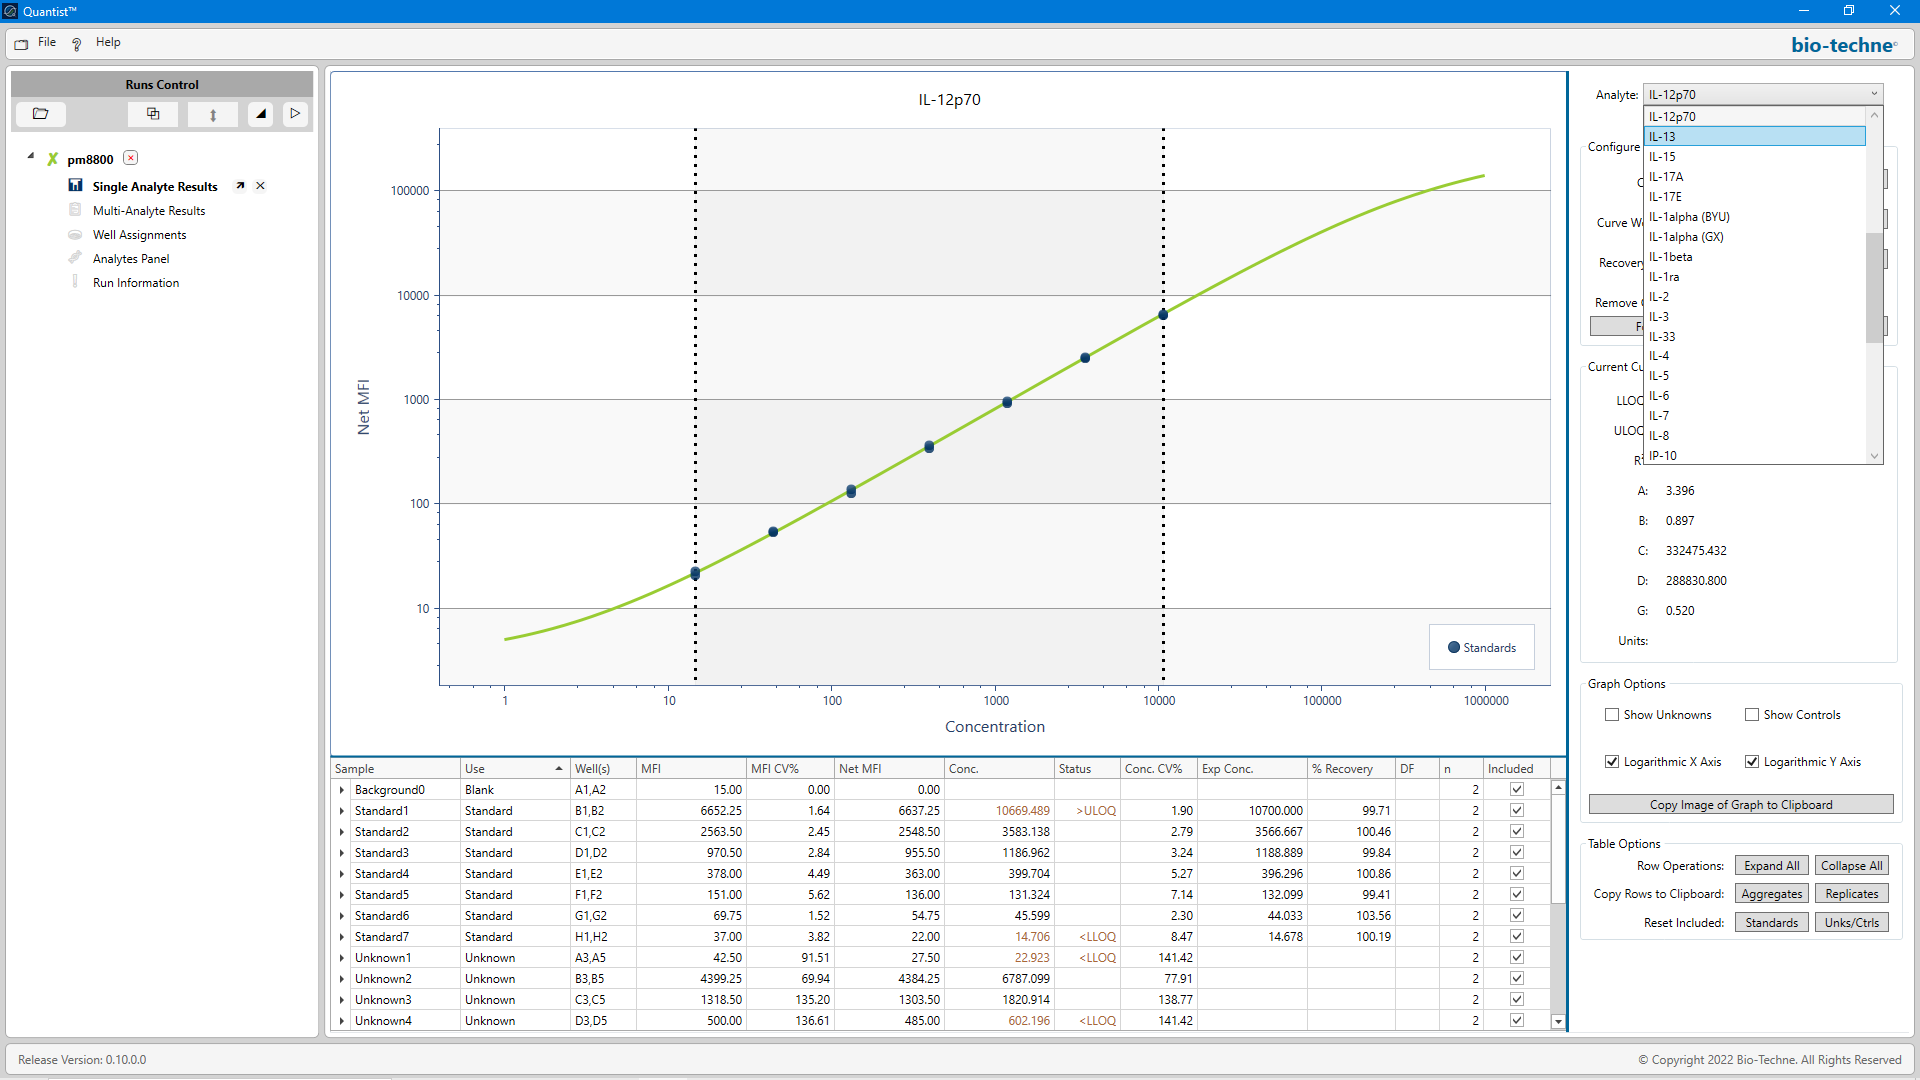 Quantist™
File Help
bio-techne
Runs Control
pm8800
Single Analyte Results
Multi-Analyte Results
Well Assignments
Analytes Panel
Run Information
IL-12p70
Net MFI
100000
10000
1000
100
10
1 10 100 1000 10000 100000 1000000
Concentration
Standards
Sample Use Well(s) MFI MFI CV% Net MFI Conc. Status Conc. CV% Exp Conc. % Recovery DF n Included
Background0 Blank A1,A2 15.00 0.00 0.00 2
Standard1 Standard B1,B2 6652.25 1.64 6637.25 10669.489 >ULOQ 1.90 10700.000 99.71 2
Standard2 Standard C1,C2 2563.50 2.45 2548.50 3583.138 2.79 3566.667 100.46 2
Standard3 Standard D1,D2 970.50 2.84 955.50 1186.962 3.24 1188.889 99.84 2
Standard4 Standard E1,E2 378.00 4.49 363.00 399.704 5.27 396.296 100.86 2
Standard5 Standard F1,F2 151.00 5.62 136.00 131.324 7.14 132.099 99.41 2
Standard6 Standard G1,G2 69.75 1.52 54.75 45.599 2.30 44.033 103.56 2
Standard7 Standard H1,H2 37.00 3.82 22.00 14.706 <LLOQ 8.47 14.678 100.19 2
Unknown1 Unknown A3,A5 42.50 91.51 27.50 22.923 <LLOQ 141.42 2
Unknown2 Unknown B3,B5 4399.25 69.94 4384.25 6787.099 77.91 2
Unknown3 Unknown C3,C5 1318.50 135.20 1303.50 1820.914 138.77 2
Unknown4 Unknown D3,D5 500.00 136.61 485.00 602.196 <LLOQ 141.42 2
Analyte: IL-12p70
IL-12p70
IL-13
IL-15
IL-17A
IL-17E
IL-1alpha (BYU)
IL-1alpha (GX)
IL-1beta
IL-1ra
IL-2
IL-3
IL-33
IL-4
IL-5
IL-6
IL-7
IL-8
IP-10
Configure
Curve
Recovery
Remove
Current
A: 3.396
B: 0.897
C: 332475.432
D: 288830.800
G: 0.520
Units:
Graph Options
Show Unknowns Show Controls
Logarithmic X Axis Logarithmic Y Axis
Copy Image of Graph to Clipboard
Table Options
Row Operations: Expand All Collapse All
Copy Rows to Clipboard: Aggregates Replicates
Reset Included: Standards Unks/Ctrls
Release Version: 0.10.0.0
© Copyright 2022 Bio-Techne. All Rights Reserved